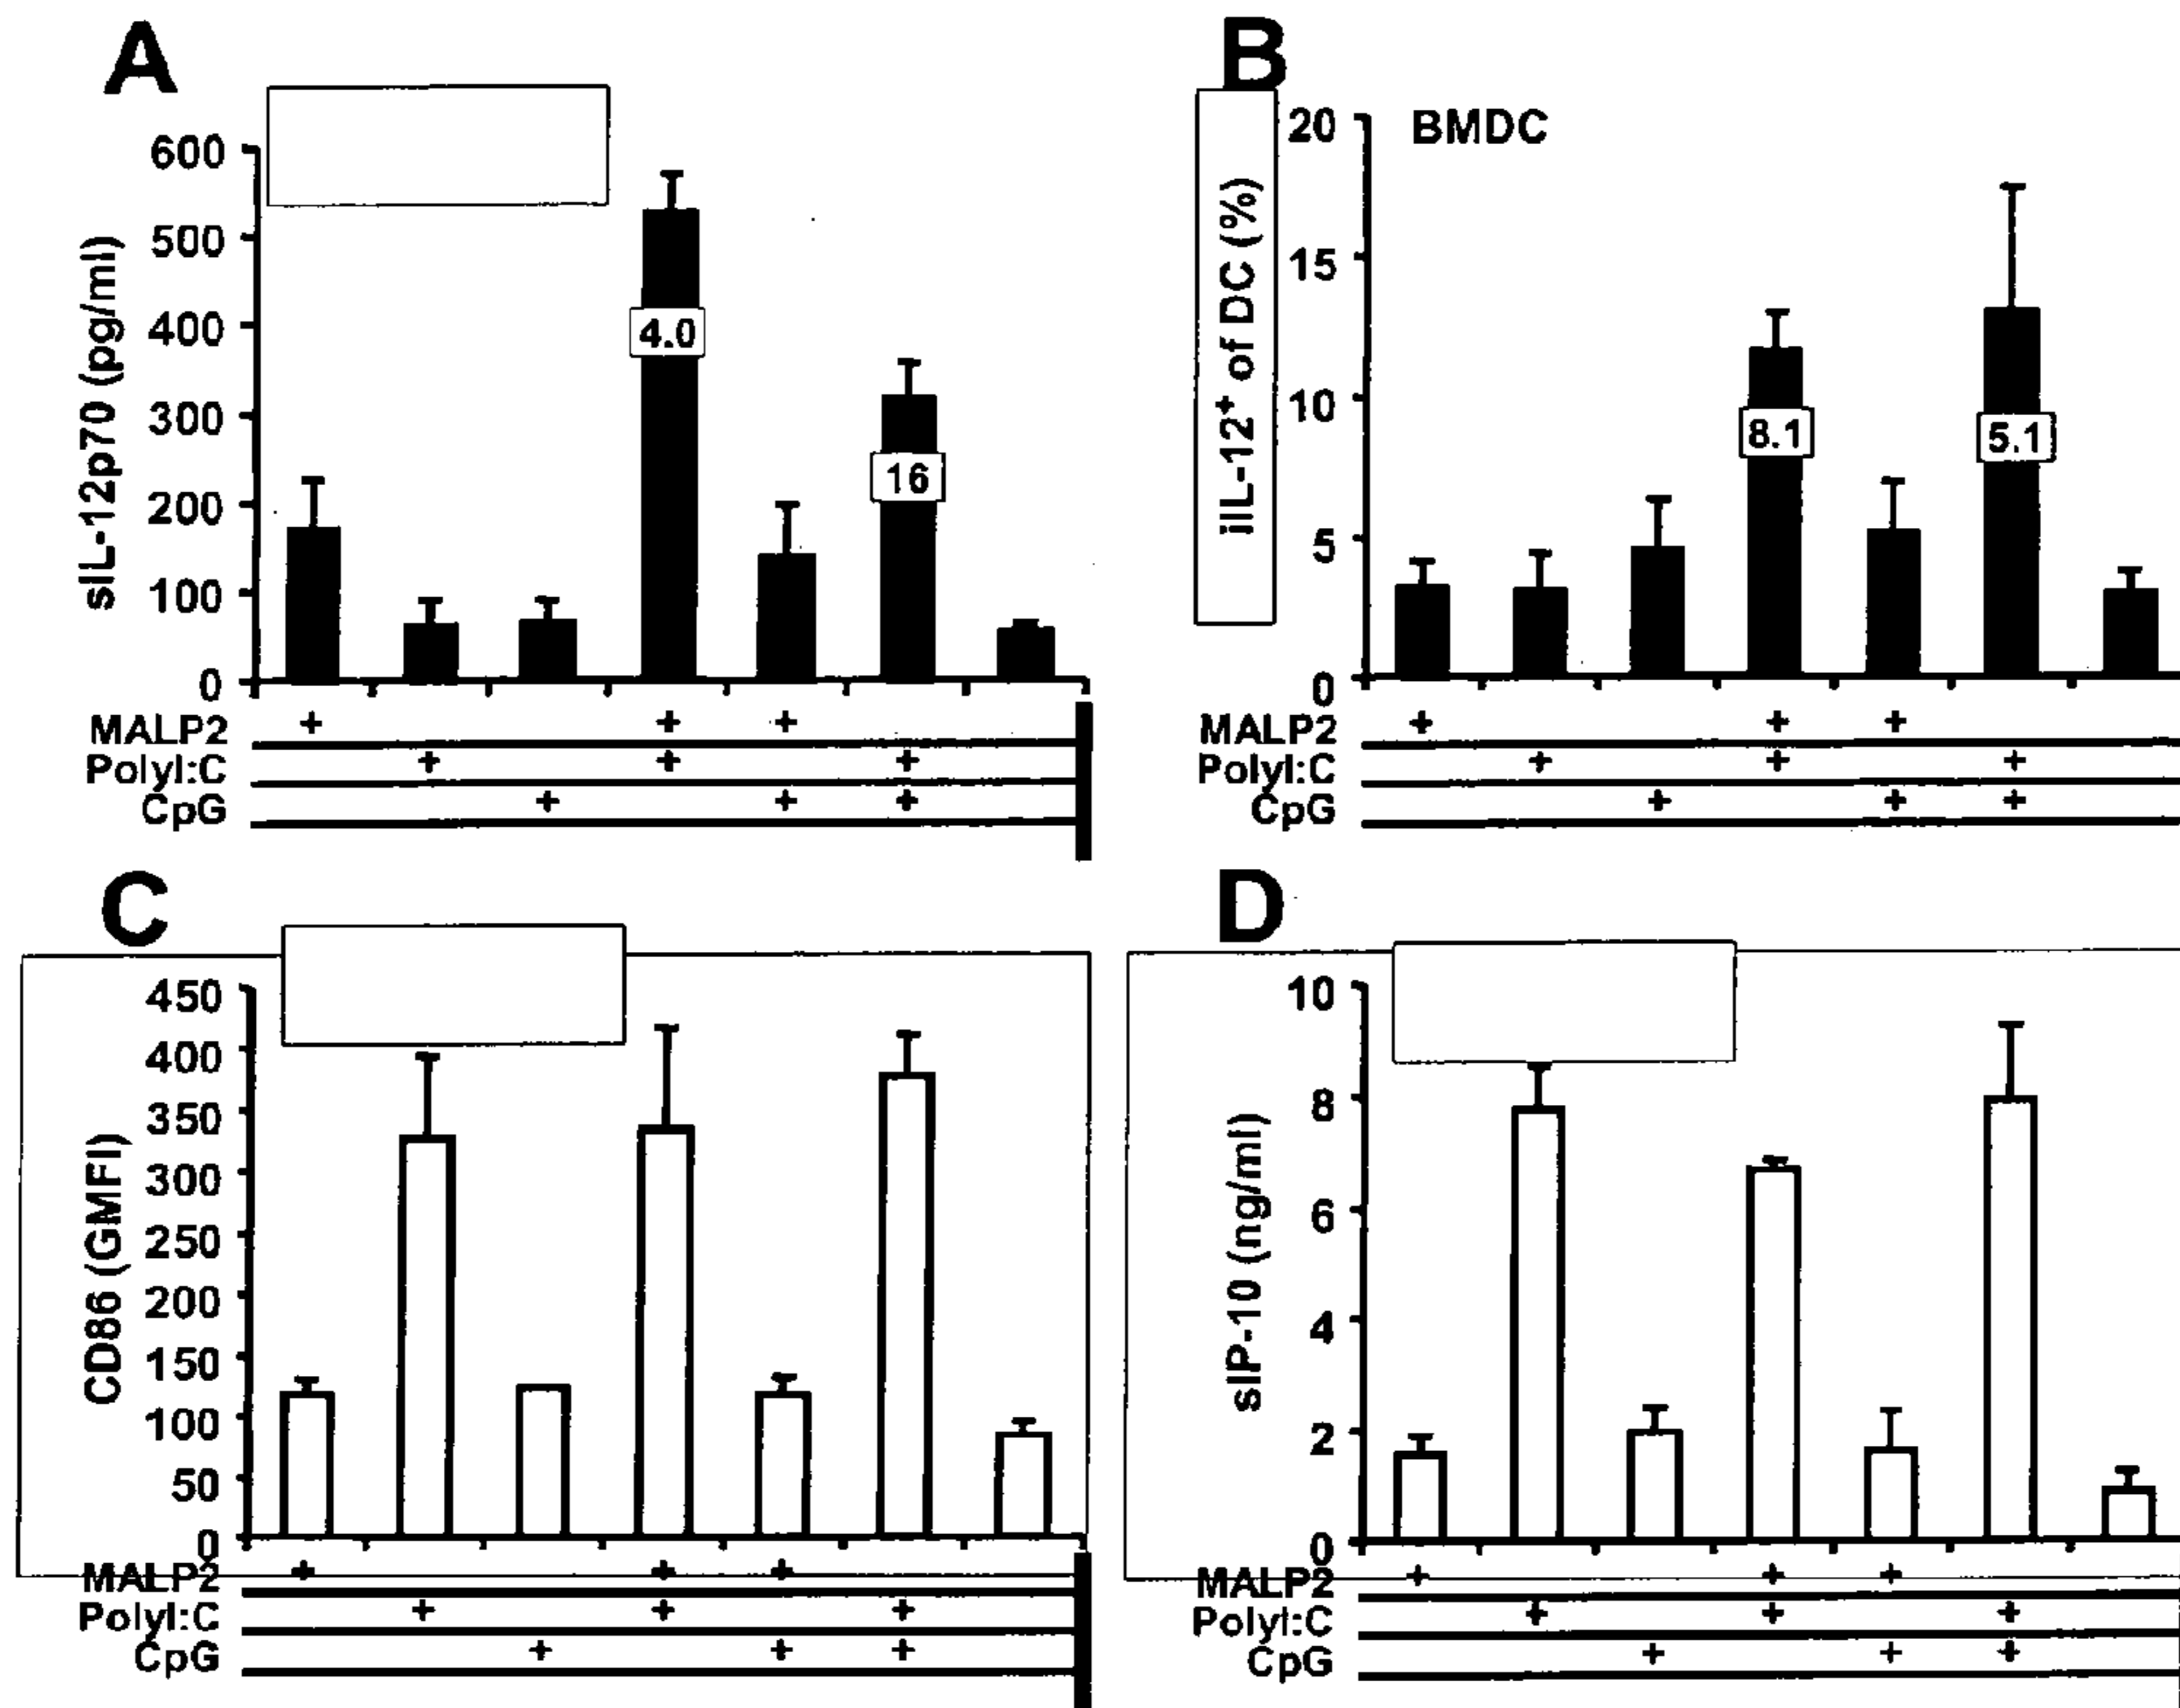 A
sIL-12p70 (pg/ml)
600
500
400
300
200
100
0
4.0
16
MALP2 + + +
PolyI:C + + +
CpG + + +
B
iIL-12+ of DC (%)
BMDC
20
15
10
5
0
8.1
5.1
MALP2 + + +
PolyI:C + + +
CpG + + +
C
CD86 (GMFI)
450
400
350
300
250
200
150
100
50
0
MALP2 + + +
PolyI:C + + +
CpG + + +
D
sIP-10 (ng/ml)
10
8
6
4
2
0
MALP2 + + +
PolyI:C + + +
CpG + + +